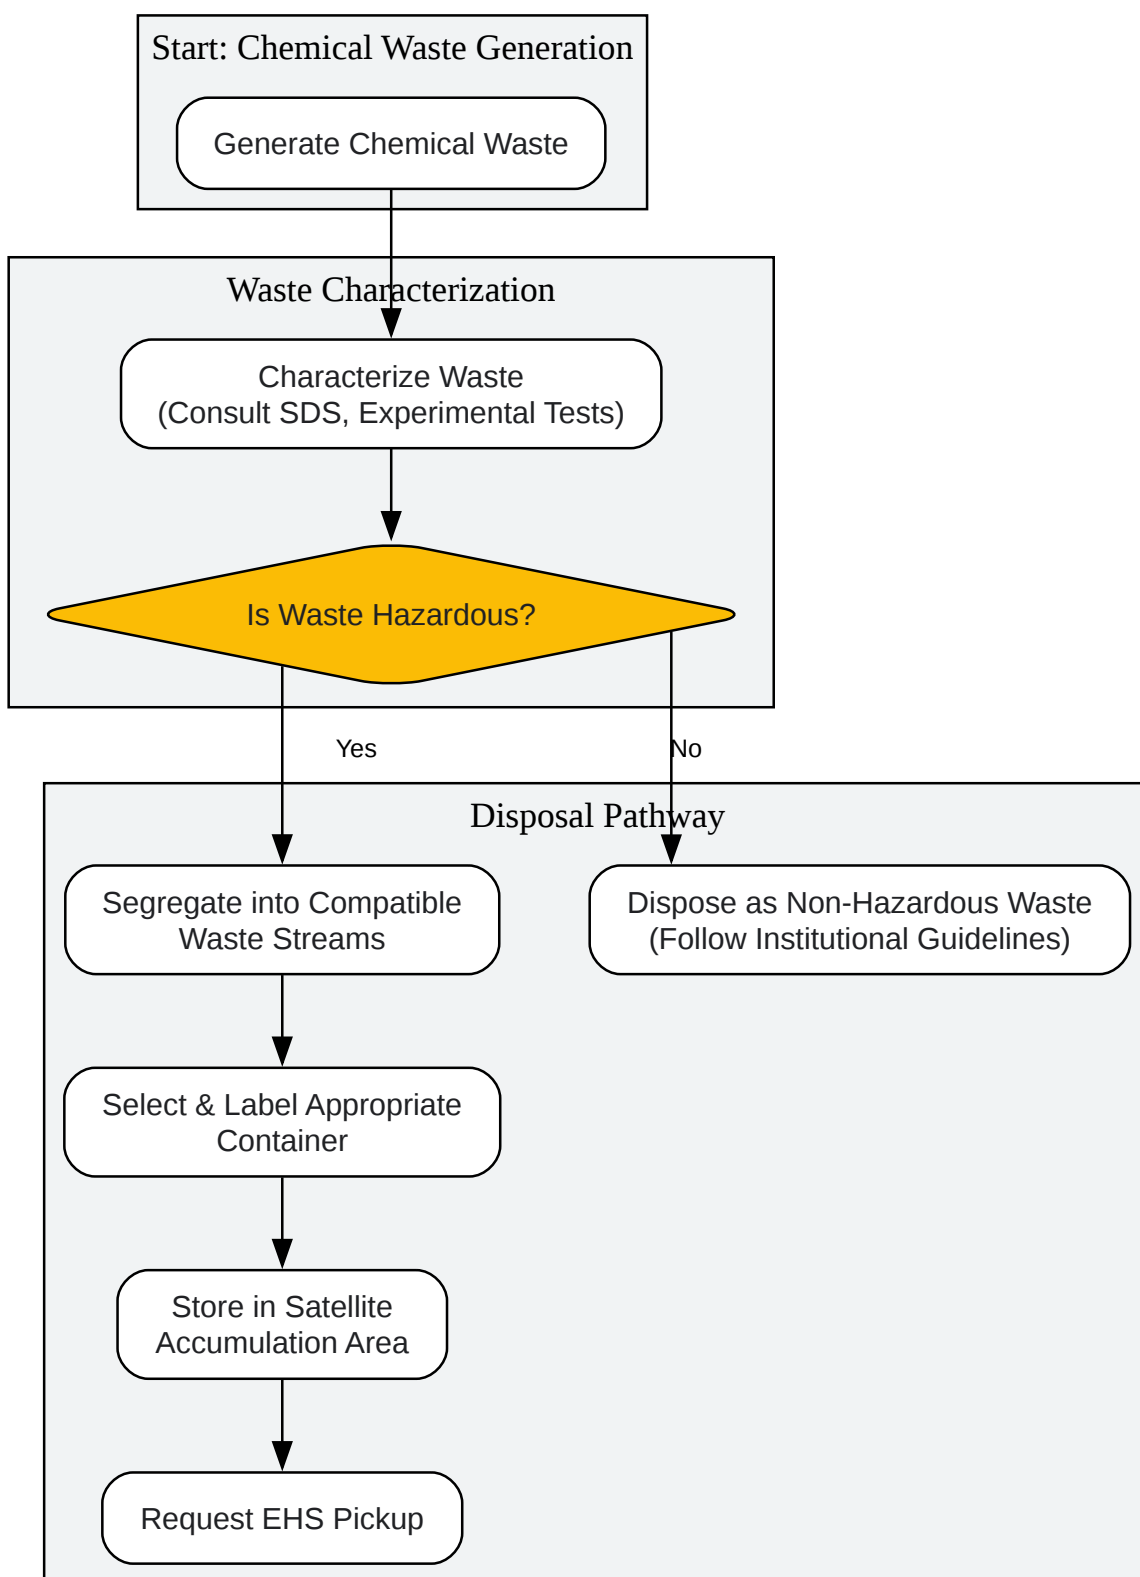 Start: Chemical Waste Generation
Generate Chemical Waste
Waste Characterization
Characterize Waste
(Consult SDS, Experimental Tests)
Is Waste Hazardous?
Yes
No
Disposal Pathway
Segregate into Compatible
Waste Streams
Dispose as Non-Hazardous Waste
(Follow Institutional Guidelines)
Select & Label Appropriate
Container
Store in Satellite
Accumulation Area
Request EHS Pickup